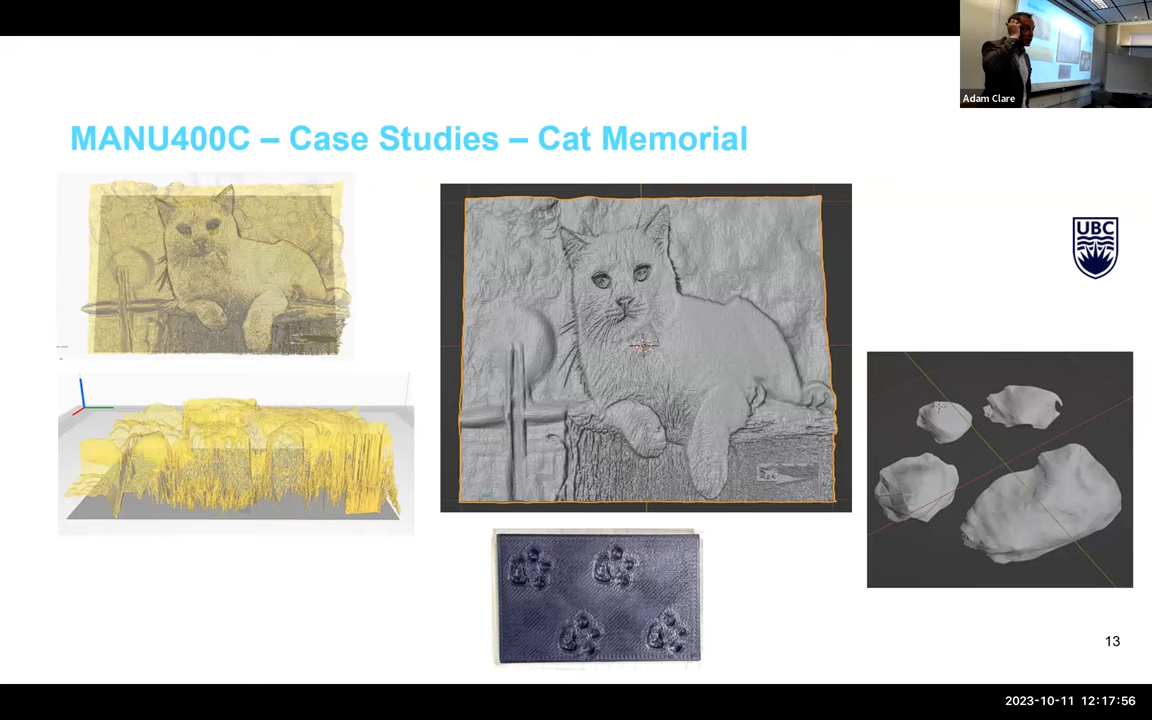 Adam Clare
MANU400C – Case Studies – Cat Memorial
UBC
13
2023-10-11 12:17:56